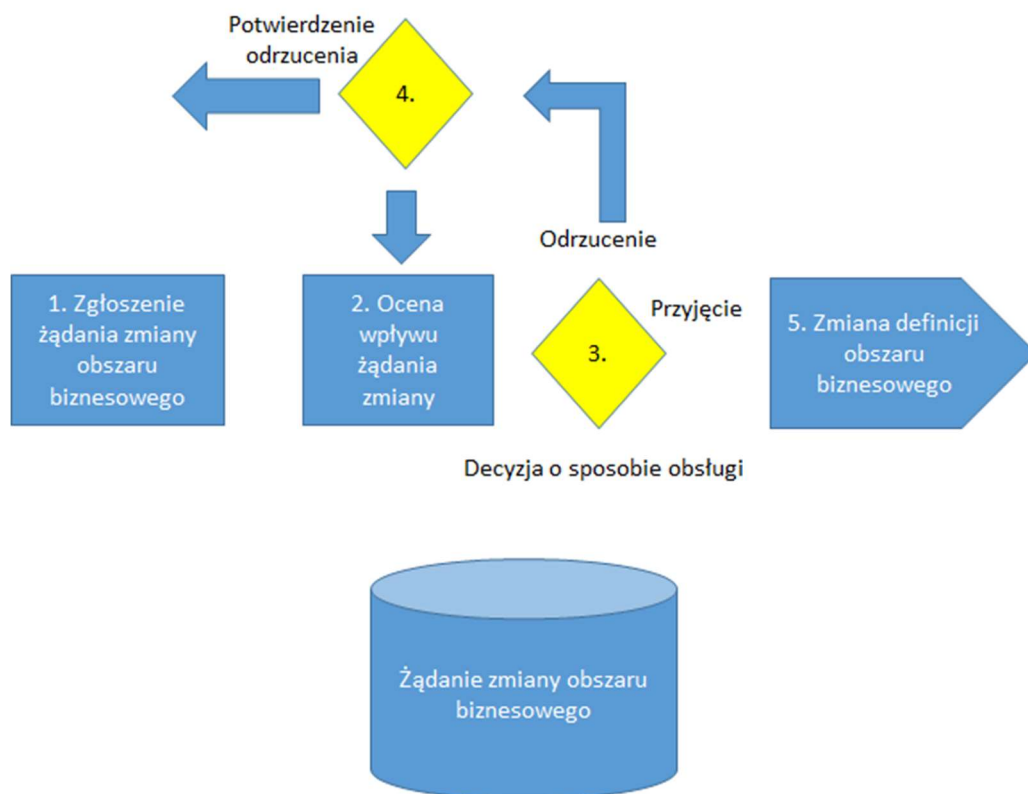 Potwierdzenie
odrzucenia
4.
Odrzucenie
1. Zgłoszenie
żądania zmiany
obszaru
biznesowego
2. Ocena
wpływu
żądania
zmiany
3.
Przyjęcie
5. Zmiana definicji
obszaru
biznesowego
Decyzja o sposobie obsługi
Żądanie zmiany obszaru
biznesowego